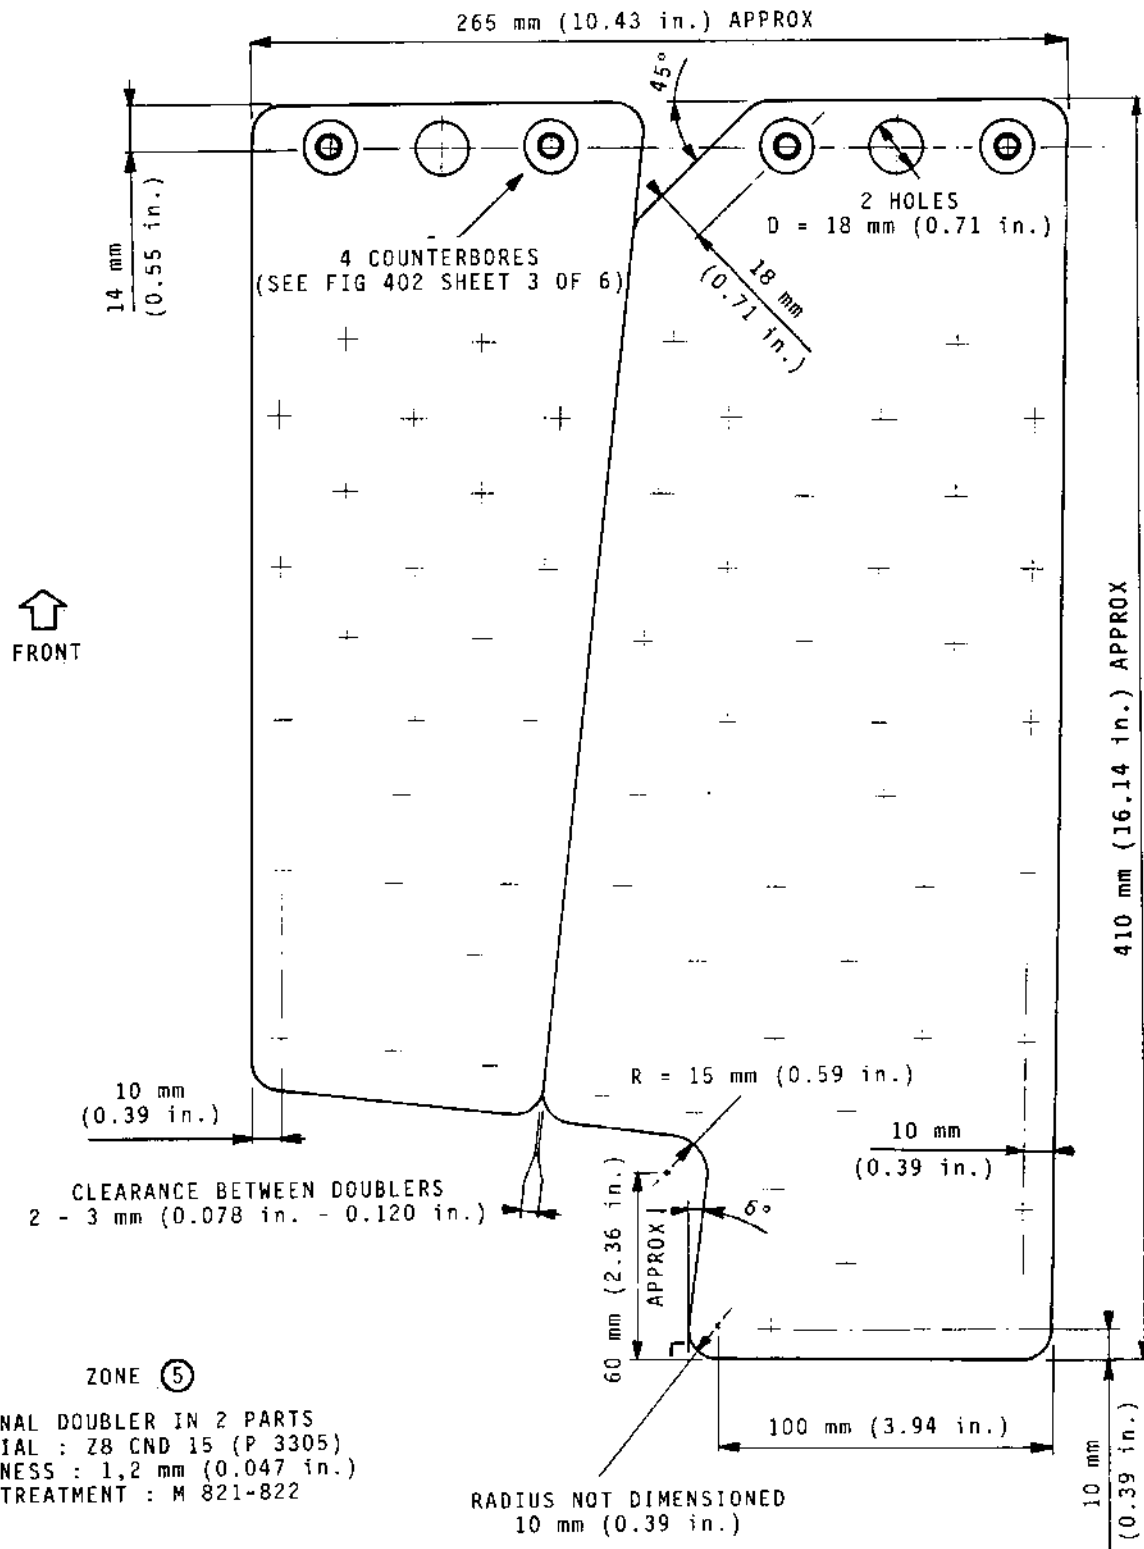 265 mm (10.43 in.) APPROX
45°
14 mm
(0.55 in.)
2 HOLES
D = 18 mm (0.71 in.)
4 COUNTERBORES
(SEE FIG 402 SHEET 3 OF 6)
18 mm
(0.71 in.)
FRONT
410 mm (16.14 in.) APPROX
R = 15 mm (0.59 in.)
10 mm
(0.39 in.)
10 mm
(0.39 in.)
CLEARANCE BETWEEN DOUBLERS
2 - 3 mm (0.078 in. - 0.120 in.)
60 mm (2.36 in.)
APPROX
6°
ZONE 5
NAL DOUBLER IN 2 PARTS
IAL : Z8 CND 15 (P 3305)
NESS : 1,2 mm (0.047 in.)
TREATMENT : M 821-822
100 mm (3.94 in.)
10 mm
(0.39 in.)
RADIUS NOT DIMENSIONED
10 mm (0.39 in.)